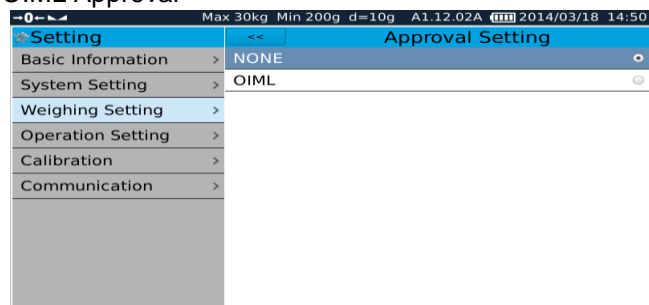 OIML Approval
→0← Max 30kg Min 200g d=10g A1.12.02A 2014/03/18 14:50
Setting
<< Approval Setting
Basic Information >
NONE
System Setting >
OIML
Weighing Setting >
Operation Setting >
Calibration >
Communication >